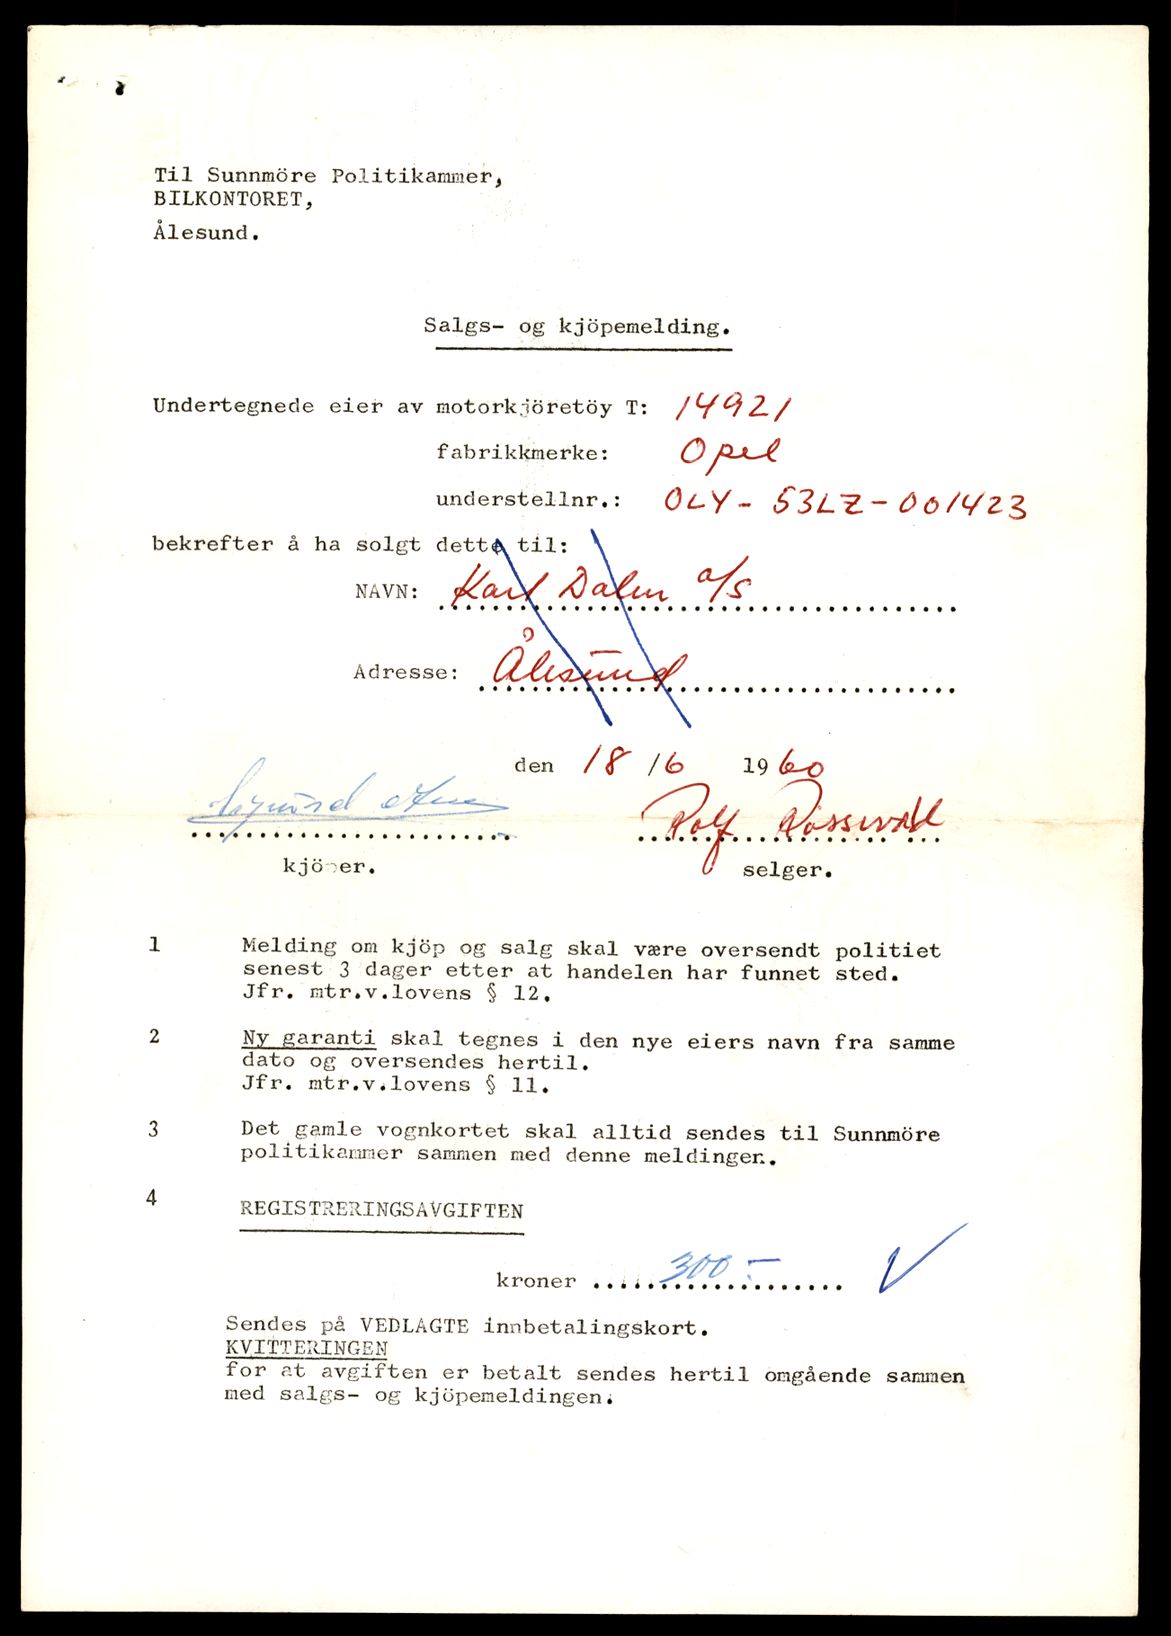 Til Sunnmöre Politikammer,
BILKONTORET,
Ålesund.
Salgs- og kjöpemelding.
Undertegnede eier av motorkjöretöy T: 14921
fabrikkmerke: Opel
understellnr.: OLY - 53LZ - 001423
bekrefter å ha solgt dette til:
NAVN: Karl Dalen a/s
Adresse: Ålesund
den 18 /6 1960
Rolf
kjöper. selger.
1 Melding om kjöp og salg skal være oversendt politiet
senest 3 dager etter at handelen har funnet sted.
Jfr. mtr.v.lovens § 12.
2 Ny garanti skal tegnes i den nye eiers navn fra samme
dato og oversendes hertil.
Jfr. mtr.v.lovens § 11.
3 Det gamle vognkortet skal alltid sendes til Sunnmöre
politikammer sammen med denne meldingen.
4 REGISTRERINGSAVGIFTEN
kroner 300 :-
Sendes på VEDLAGTE innbetalingskort.
KVITTERINGEN
for at avgiften er betalt sendes hertil omgående sammen
med salgs- og kjöpemeldingen.